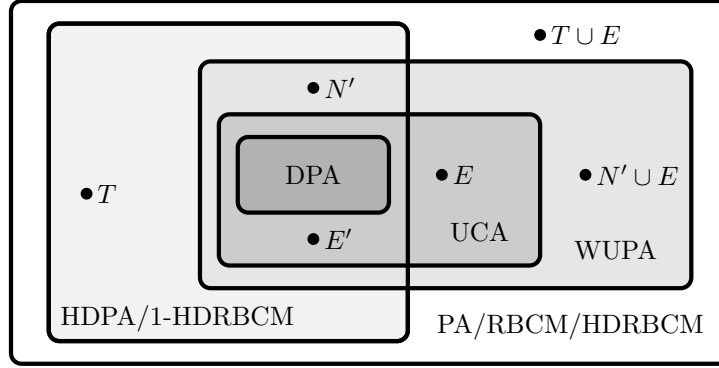 T ∪ E
N′
DPA
E
N′ ∪ E
T
E′
UCA
WUPA
HDPA/1-HDRBCM
PA/RBCM/HDRBCM